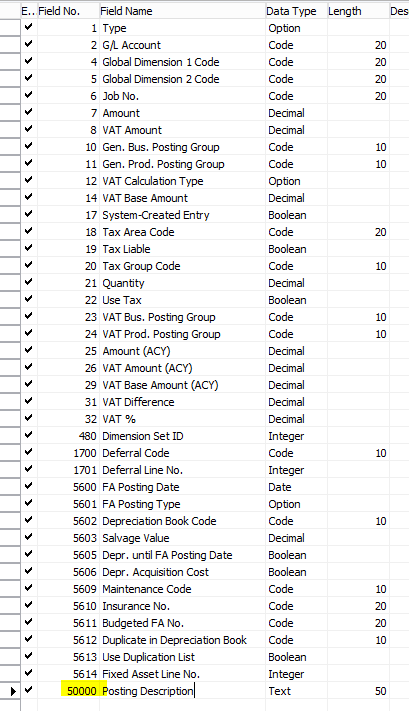 E.. Field No. Field Name Data Type Length Des
1 Type Option
2 G/L Account Code 20
4 Global Dimension 1 Code Code 20
5 Global Dimension 2 Code Code 20
6 Job No. Code 20
7 Amount Decimal
8 VAT Amount Decimal
10 Gen. Bus. Posting Group Code 10
11 Gen. Prod. Posting Group Code 10
12 VAT Calculation Type Option
14 VAT Base Amount Decimal
17 System-Created Entry Boolean
18 Tax Area Code Code 20
19 Tax Liable Boolean
20 Tax Group Code Code 10
21 Quantity Decimal
22 Use Tax Boolean
23 VAT Bus. Posting Group Code 10
24 VAT Prod. Posting Group Code 10
25 Amount (ACY) Decimal
26 VAT Amount (ACY) Decimal
29 VAT Base Amount (ACY) Decimal
31 VAT Difference Decimal
32 VAT % Decimal
480 Dimension Set ID Integer
1700 Deferral Code Code 10
1701 Deferral Line No. Integer
5600 FA Posting Date Date
5601 FA Posting Type Option
5602 Depreciation Book Code Code 10
5603 Salvage Value Decimal
5605 Depr. until FA Posting Date Boolean
5606 Depr. Acquisition Cost Boolean
5609 Maintenance Code Code 10
5610 Insurance No. Code 20
5611 Budgeted FA No. Code 20
5612 Duplicate in Depreciation Book Code 10
5613 Use Duplication List Boolean
5614 Fixed Asset Line No. Integer
50000 Posting Description Text 50